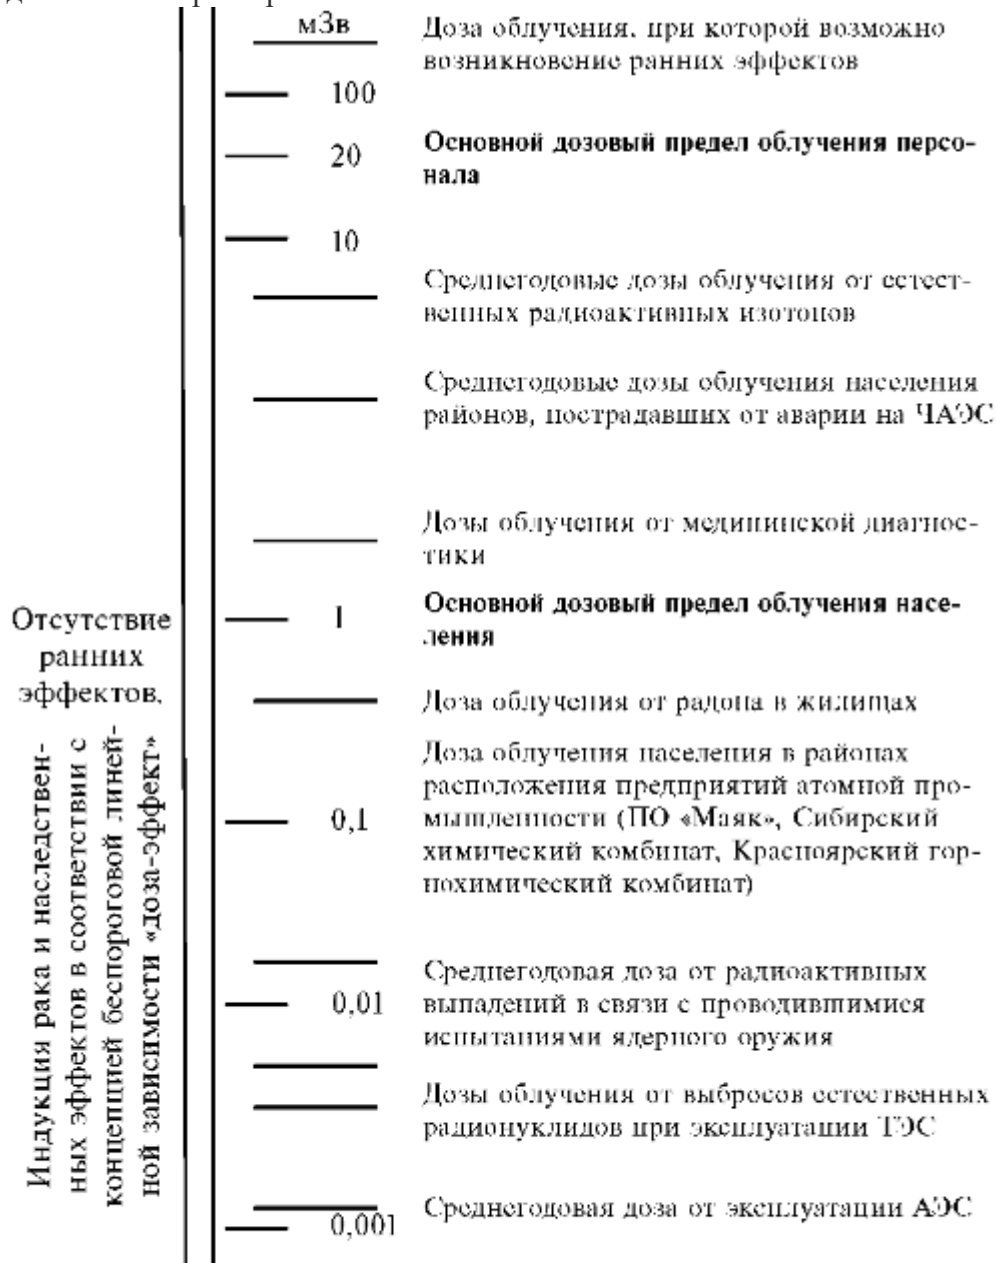 мЗв
Доза облучения, при которой возможно
возникновение ранних эффектов
100
20
Основной дозовый предел облучения персо-
нала
10
Среднегодовые дозы облучения от естест-
венных радиоактивных изотопов
Среднегодовые дозы облучения населения
районов, пострадавших от аварии на ЧАЭС
Дозы облучения от медицинской диагнос-
тики
1
Основной дозовый предел облучения насе-
ления
Доза облучения от радона в жилищах
Доза облучения населения в районах
расположения предприятий атомной про-
мышленности (ПО «Маяк», Сибирский
химический комбинат, Красноярский гор-
нохимический комбинат)
0,1
Среднегодовая доза от радиоактивных
выпадений в связи с проводившимися
испытаниями ядерного оружия
0,01
Дозы облучения от выбросов естественных
радионуклидов при эксплуатации ТЭС
Среднегодовая доза от эксплуатации АЭС
0,001
Отсутствие
ранних
эффектов.
Индукция рака и наследствен-
ных эффектов в соответствии с
концепцией беспороговой линей-
ной зависимости «доза-эффект»